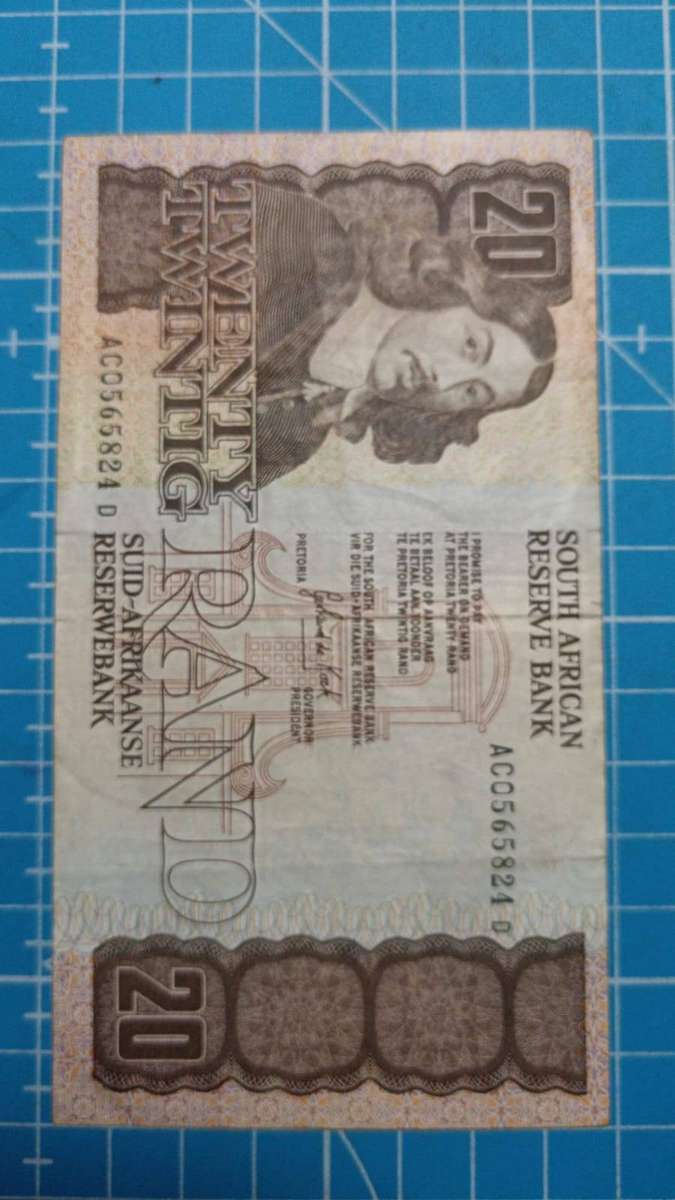 20
SOUTH AFRICAN
RESERVE BANK
AC0565824 D
I PROMISE TO PAY
THE BEARER ON DEMAND
AT PRETORIA TWENTY RAND
EK BELOOF OP AANVRAAG
TE BETAAL AAN TOONDER
TE PRETORIA TWINTIG RAND
FOR THE SOUTH AFRICAN RESERVE BANK
VIR DIE SUID-AFRIKAANSE RESERWEBANK
PRETORIA
GOVERNOR
PRESIDENT
TWENTY
TWINTIG
RAND
AC0565824 D
SUID-AFRIKAANSE
RESERWEBANK
20